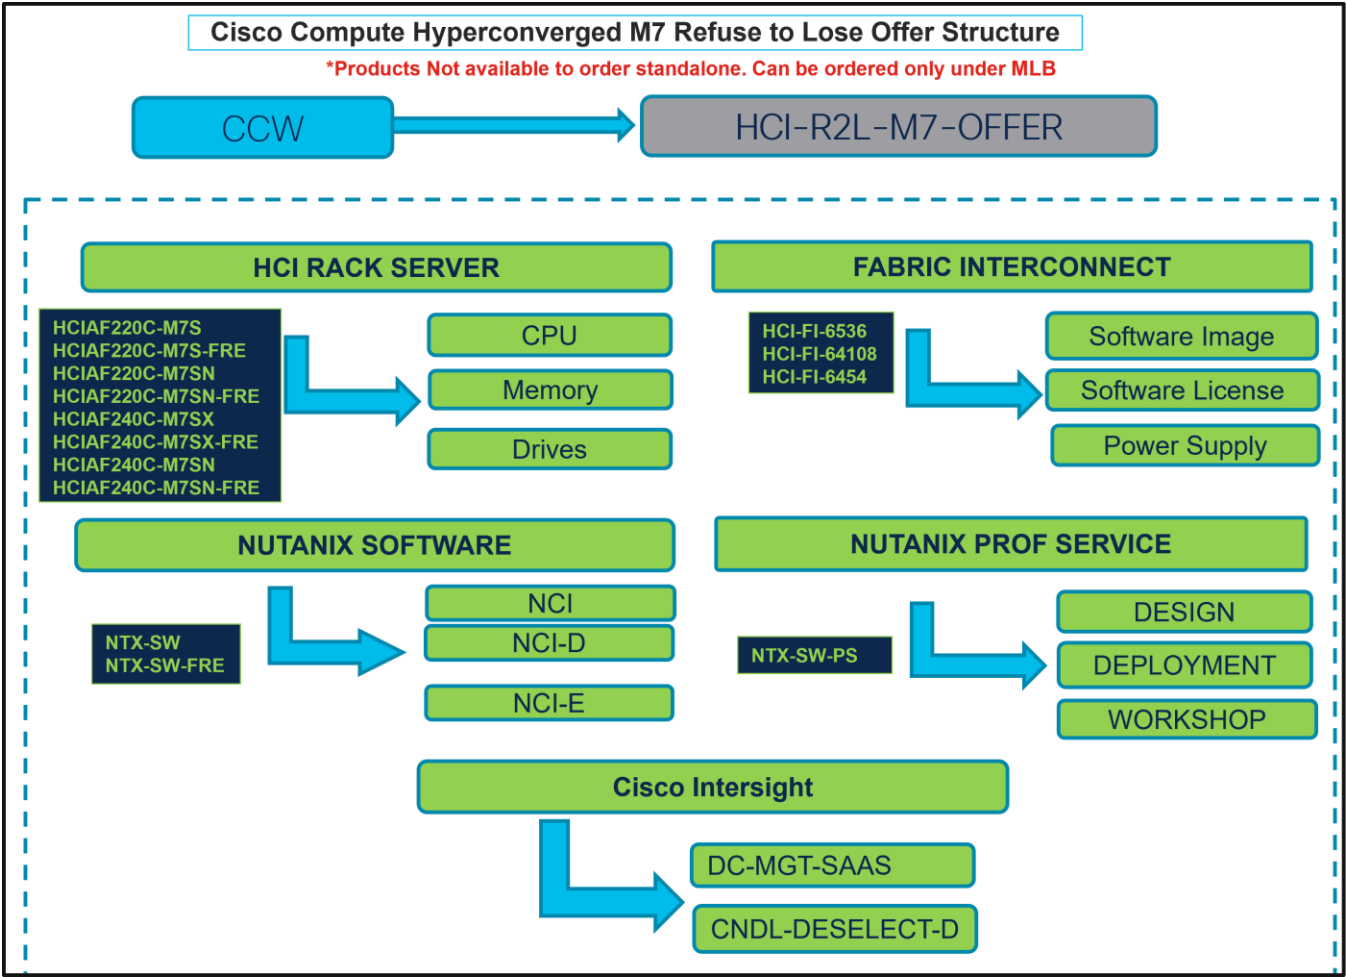 Cisco Compute Hyperconverged M7 Refuse to Lose Offer Structure
*Products Not available to order standalone. Can be ordered only under MLB
CCW
HCI-R2L-M7-OFFER
HCI RACK SERVER
HCIAF220C-M7S
HCIAF220C-M7S-FRE
HCIAF220C-M7SN
HCIAF220C-M7SN-FRE
HCIAF240C-M7SX
HCIAF240C-M7SX-FRE
HCIAF240C-M7SN
HCIAF240C-M7SN-FRE
CPU
Memory
Drives
FABRIC INTERCONNECT
HCI-FI-6536
HCI-FI-64108
HCI-FI-6454
Software Image
Software License
Power Supply
NUTANIX SOFTWARE
NTX-SW
NTX-SW-FRE
NCI
NCI-D
NCI-E
NUTANIX PROF SERVICE
NTX-SW-PS
DESIGN
DEPLOYMENT
WORKSHOP
Cisco Intersight
DC-MGT-SAAS
CNDL-DESELECT-D